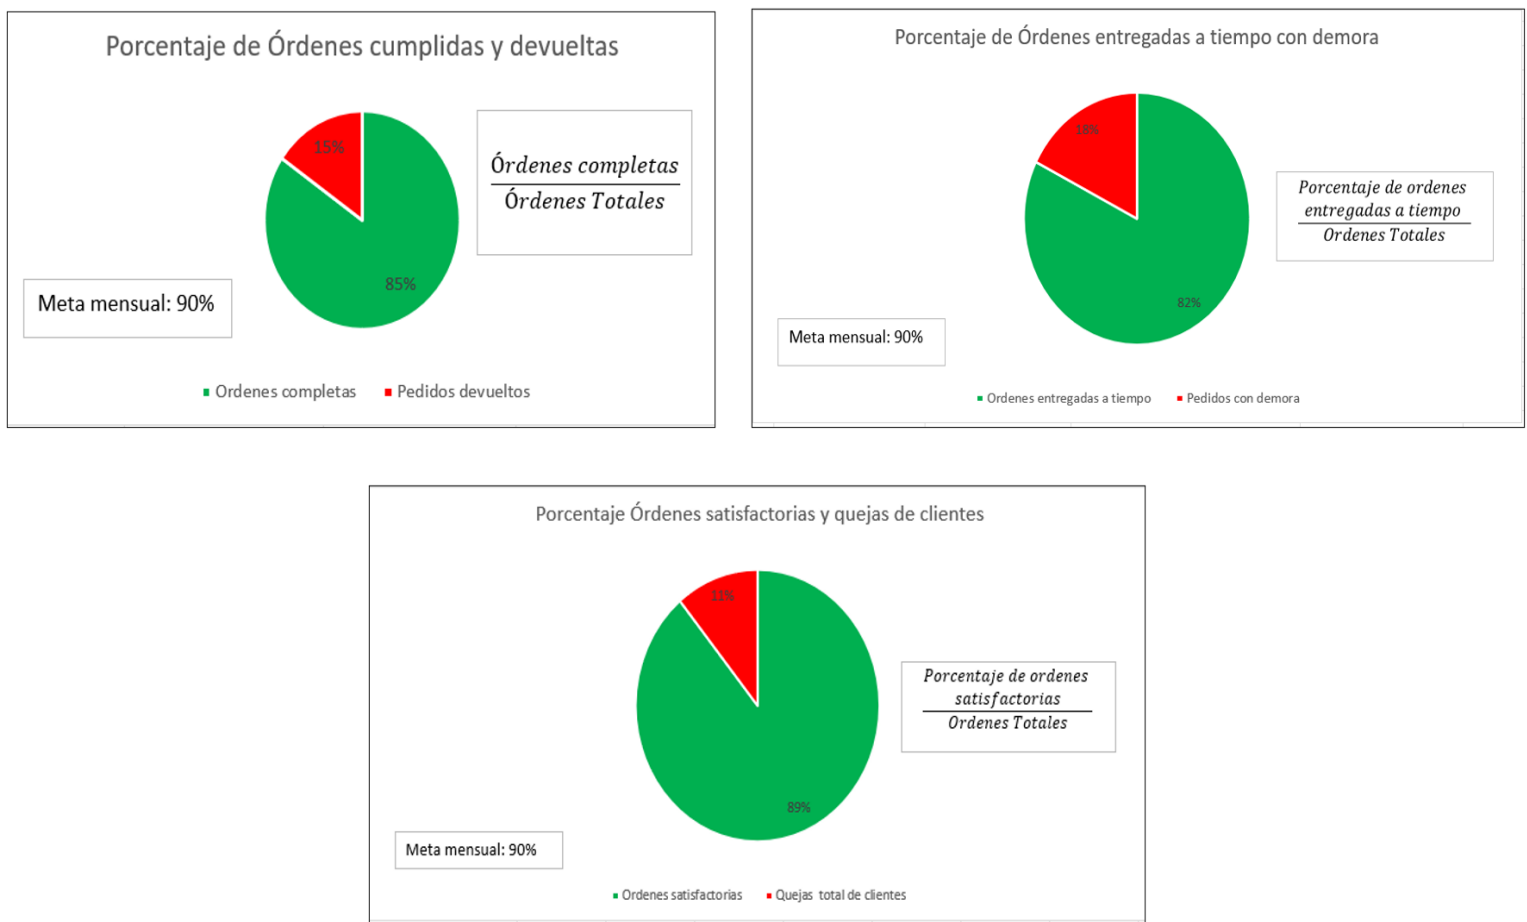 Porcentaje de Órdenes cumplidas y devueltas
15%
Órdenes completas
Órdenes Totales
85%
Meta mensual: 90%
Ordenes completas
Pedidos devueltos
Porcentaje de Órdenes entregadas a tiempo con demora
18%
Porcentaje de ordenes
entregadas a tiempo
Ordenes Totales
82%
Meta mensual: 90%
Ordenes entregadas a tiempo
Pedidos con demora
Porcentaje Órdenes satisfactorias y quejas de clientes
11%
Porcentaje de ordenes
satisfactorias
Ordenes Totales
89%
Meta mensual: 90%
Ordenes satisfactorias
Quejas total de clientes